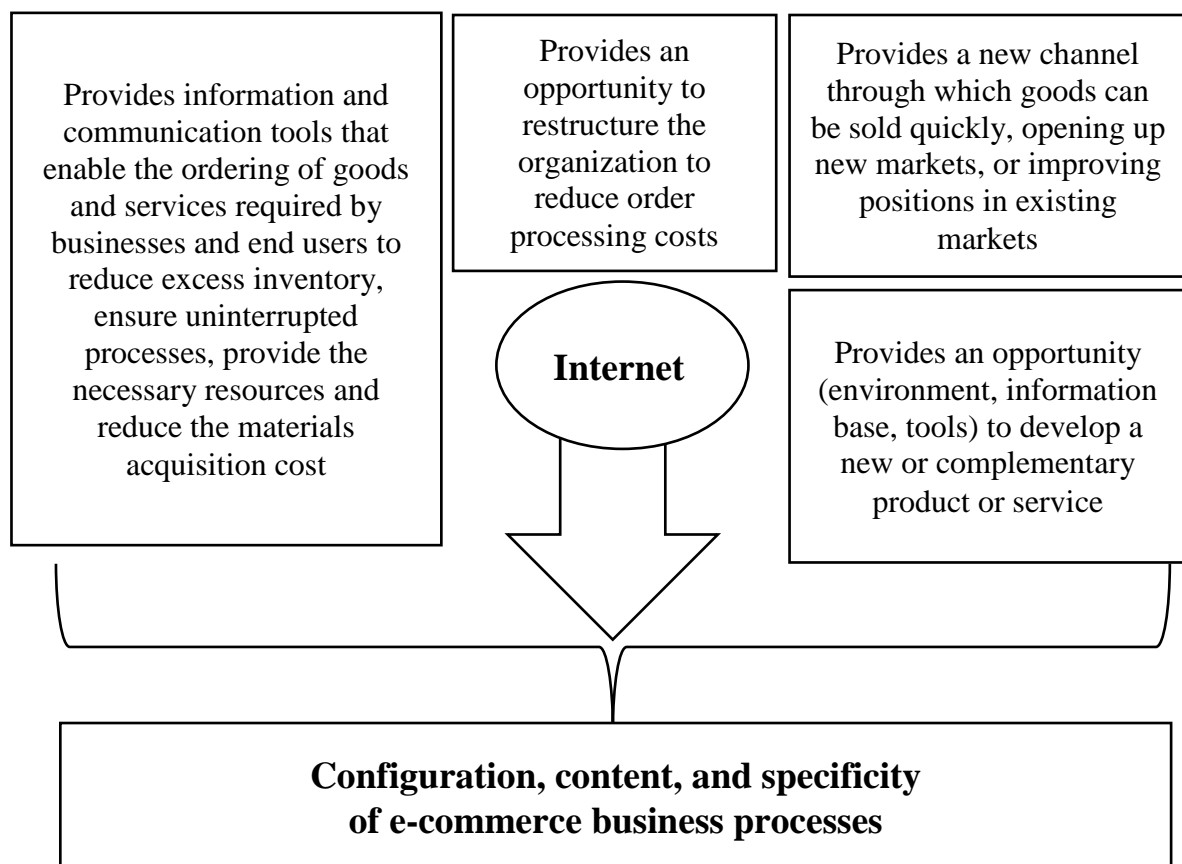 Provides information and
communication tools that
enable the ordering of goods
and services required by
businesses and end users to
reduce excess inventory,
ensure uninterrupted
processes, provide the
necessary resources and
reduce the materials
acquisition cost
Provides an
opportunity to
restructure the
organization to
reduce order
processing costs
Provides a new channel
through which goods can
be sold quickly, opening up
new markets, or improving
positions in existing
markets
Internet
Provides an opportunity
(environment, information
base, tools) to develop a
new or complementary
product or service
Configuration, content, and specificity
of e-commerce business processes